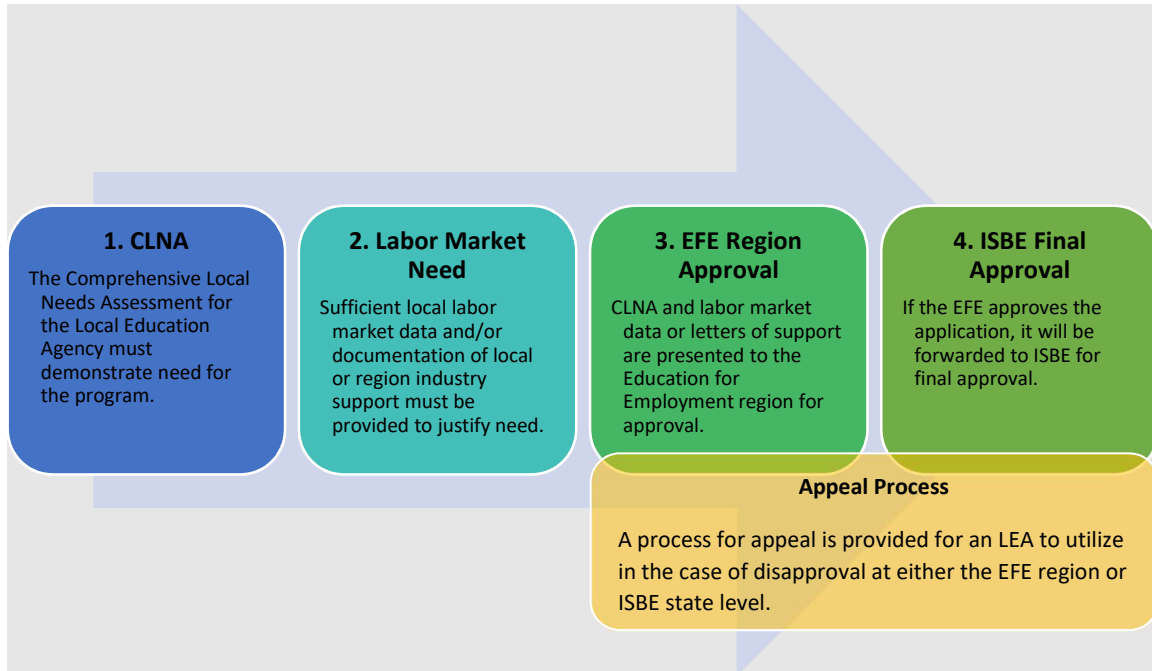 1. CLNA
The Comprehensive Local
Needs Assessment for
the Local Education
Agency must
demonstrate need for
the program.
2. Labor Market
Need
Sufficient local labor
market data and/or
documentation of local
or region industry
support must be
provided to justify need.
3. EFE Region
Approval
CLNA and labor market
data or letters of support
are presented to the
Education for
Employment region for
approval.
4. ISBE Final
Approval
If the EFE approves the
application, it will be
forwarded to ISBE for
final approval.
Appeal Process
A process for appeal is provided for an LEA to utilize
in the case of disapproval at either the EFE region or
ISBE state level.